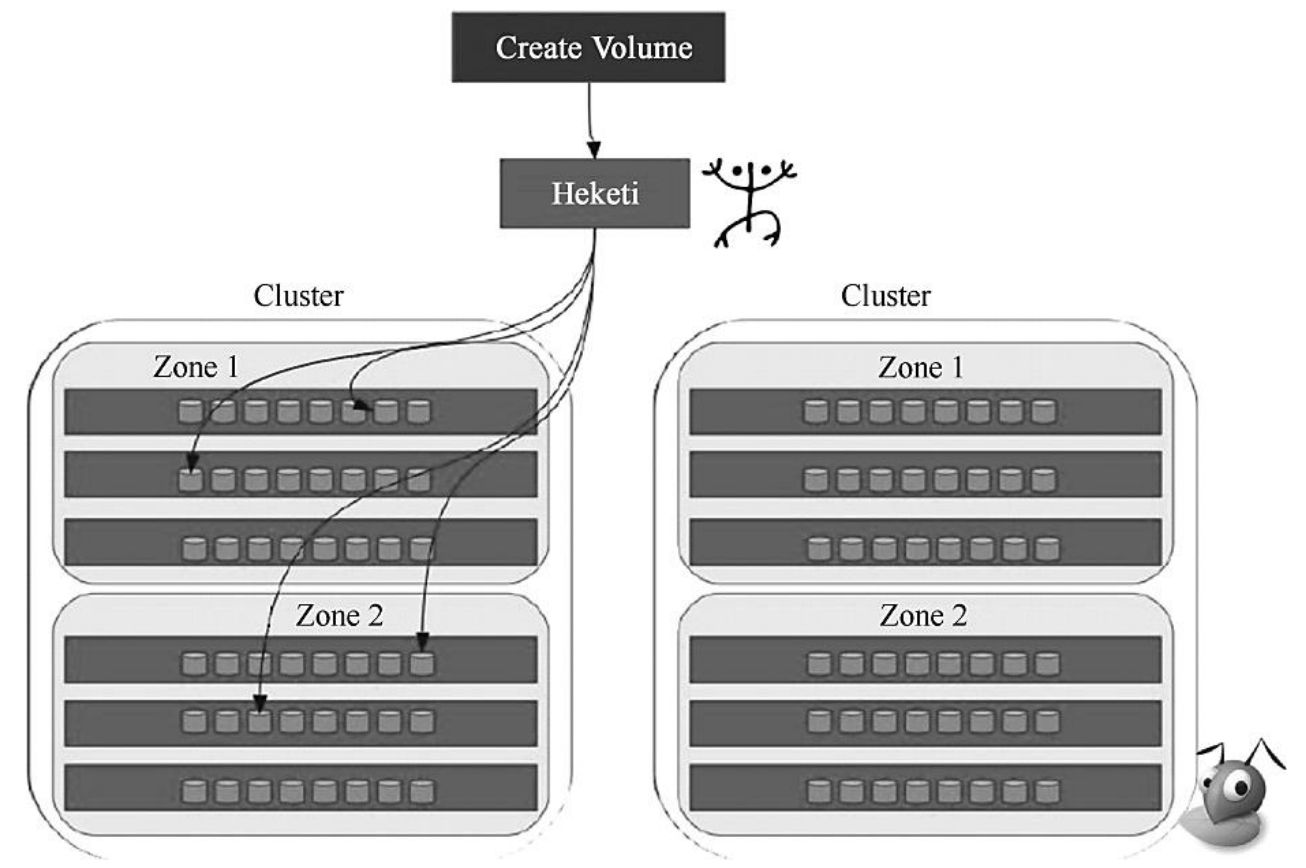 Create Volume
Heketi
Cluster
Cluster
Zone 1
Zone 1
Zone 2
Zone 2